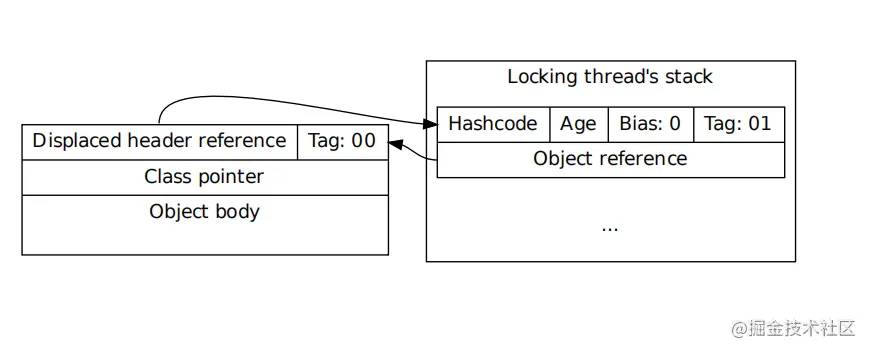 Locking thread's stack
Hashcode Age Bias: 0 Tag: 01
Displaced header reference Tag: 00
Object reference
Class pointer
Object body
...
@掘金技术社区